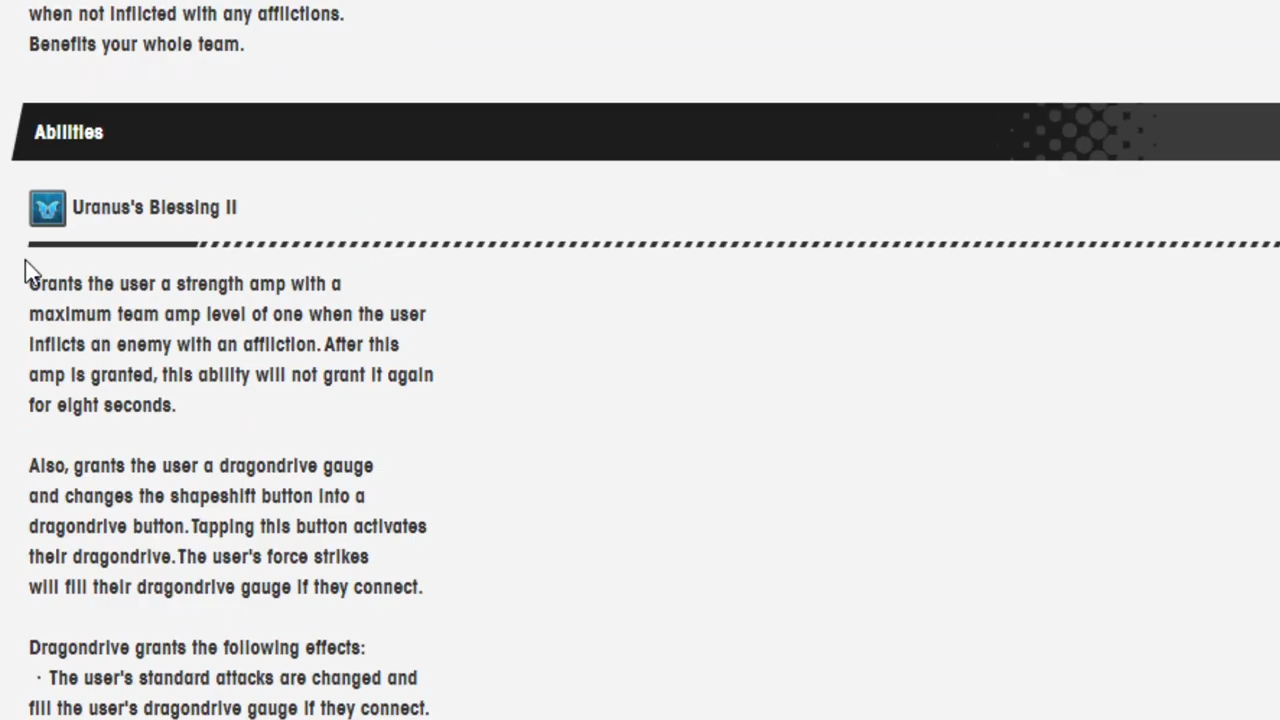 when not inflicted with any afflictions.
Benefits your whole team.
Abilities
Uranus's Blessing II
Grants the user a strength amp with a
maximum team amp level of one when the user
inflicts an enemy with an affliction. After this
amp is granted, this ability will not grant it again
for eight seconds.
Also, grants the user a dragondrive gauge
and changes the shapeshift button into a
dragondrive button. Tapping this button activates
their dragondrive. The user's force strikes
will fill their dragondrive gauge if they connect.
Dragondrive grants the following effects:
· The user's standard attacks are changed and
fill the user's dragondrive gauge if they connect.